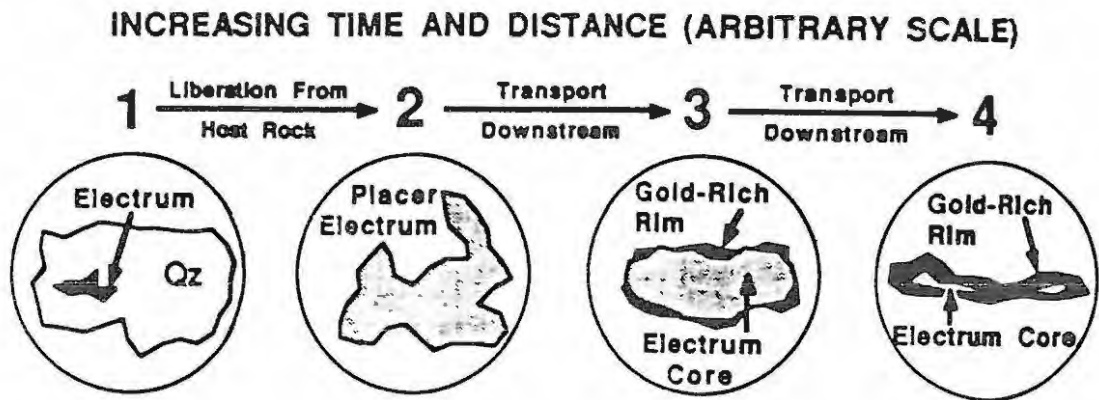 INCREASING TIME AND DISTANCE (ARBITRARY SCALE)
1 Liberation From Host Rock 2 Transport Downstream 3 Transport Downstream 4
Electrum
Qz
Placer
Electrum
Gold-Rich
Rim
Electrum
Core
Gold-Rich
Rim
Electrum Core